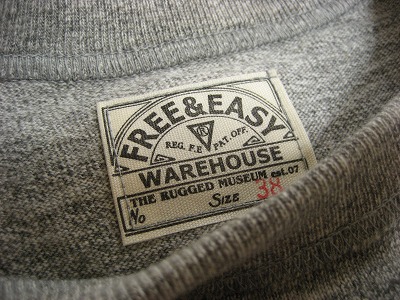 FREE&EASY
REG. F.E (R) PAT. OFF.
WAREHOUSE
THE RUGGED MUSEUM est.07
No SIZE 38